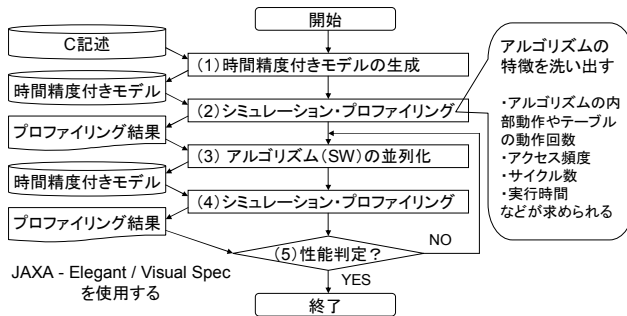 開始
C記述
(1)時間精度付きモデルの生成
時間精度付きモデル
(2)シミュレーション・プロファイリング
プロファイリング結果
(3) アルゴリズム(SW)の並列化
時間精度付きモデル
(4)シミュレーション・プロファイリング
プロファイリング結果
(5)性能判定?
NO
YES
終了
JAXA - Elegant / Visual Spec
を使用する
アルゴリズムの
特徴を洗い出す
・アルゴリズムの内
部動作やテーブル
の動作回数
・アクセス頻度
・サイクル数
・実行時間
などが求められる